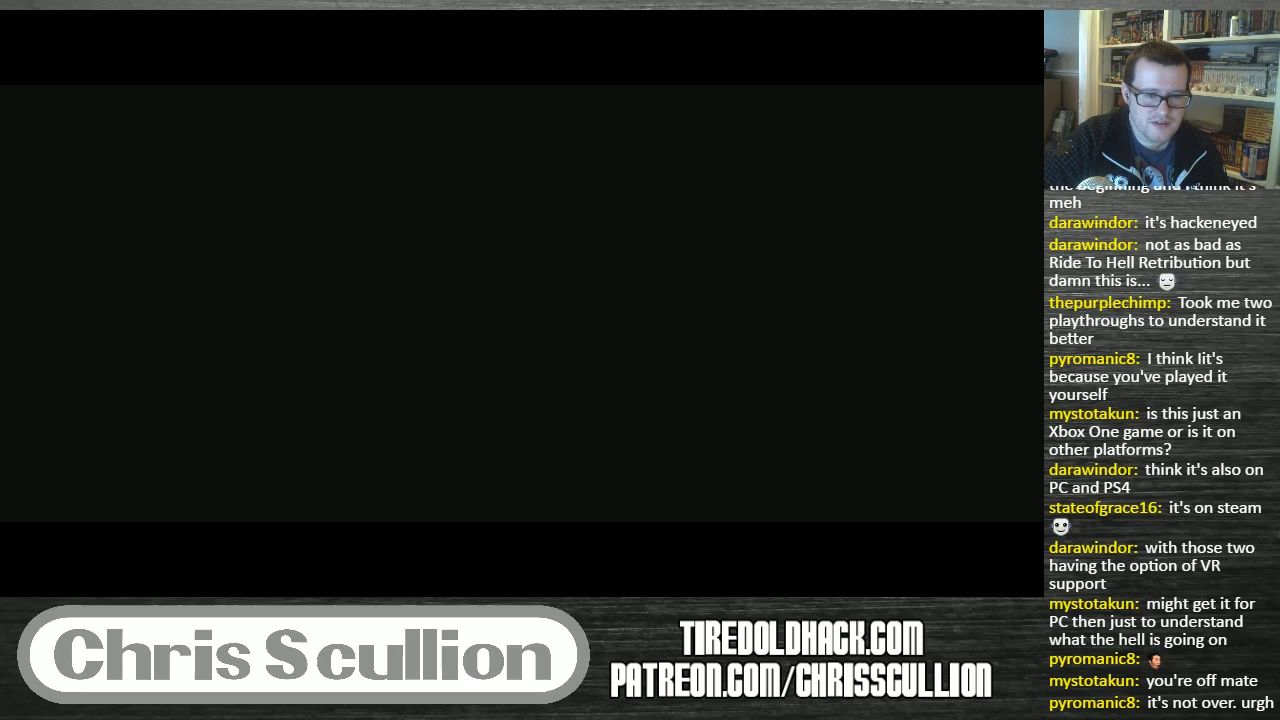 the beginning and I think it's
meh
darawindor: it's hackeneyed
darawindor: not as bad as
Ride To Hell Retribution but
damn this is...
thepurplechimp: Took me two
playthroughs to understand it
better
pyromanic8: I think Iit's
because you've played it
yourself
mystotakun: is this just an
Xbox One game or is it on
other platforms?
darawindor: think it's also on
PC and PS4
stateofgrace16: it's on steam
darawindor: with those two
having the option of VR
support
mystotakun: might get it for
PC then just to understand
what the hell is going on
pyromanic8:
mystotakun: you're off mate
pyromanic8: it's not over. urgh
Chris Scullion
TIREDOLDHACK.COM
PATREON.COM/CHRISSCULLION